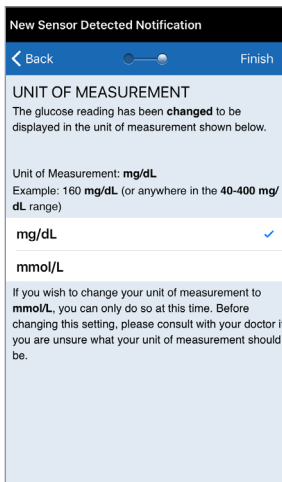 New Sensor Detected Notification
Back
Finish
UNIT OF MEASUREMENT
The glucose reading has been changed to be
displayed in the unit of measurement shown below.
Unit of Measurement: mg/dL
Example: 160 mg/dL (or anywhere in the 40-400 mg/
dL range)
mg/dL
mmol/L
If you wish to change your unit of measurement to
mmol/L, you can only do so at this time. Before
changing this setting, please consult with your doctor i
you are unsure what your unit of measurement should
be.